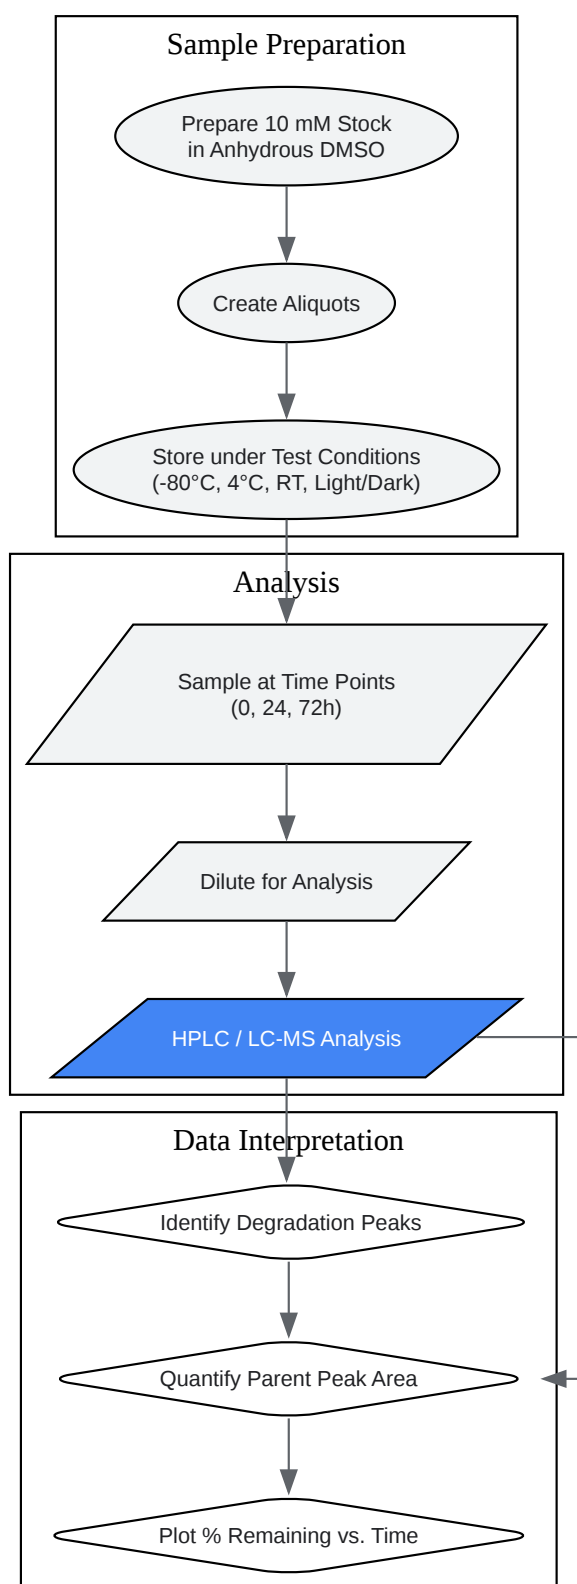 Sample Preparation
Prepare 10 mM Stock
in Anhydrous DMSO
Create Aliquots
Store under Test Conditions
(-80°C, 4°C, RT, Light/Dark)
Analysis
Sample at Time Points
(0, 24, 72h)
Dilute for Analysis
HPLC / LC-MS Analysis
Data Interpretation
Identify Degradation Peaks
Quantify Parent Peak Area
Plot % Remaining vs. Time